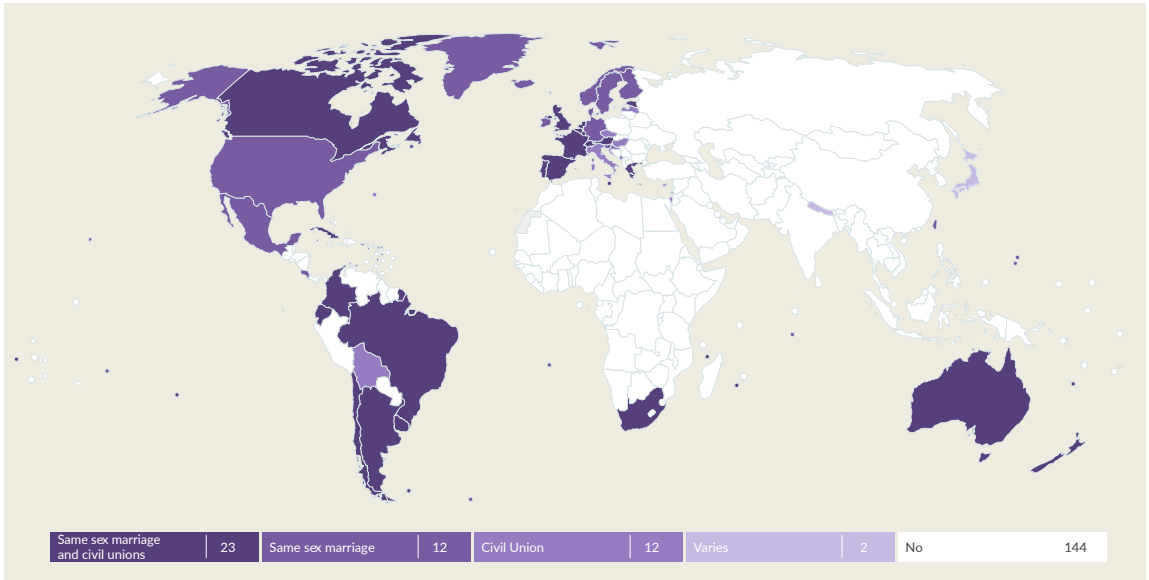 Same sex marriage
and civil unions
23
Same sex marriage
12
Civil Union
12
Varies
2
No
144